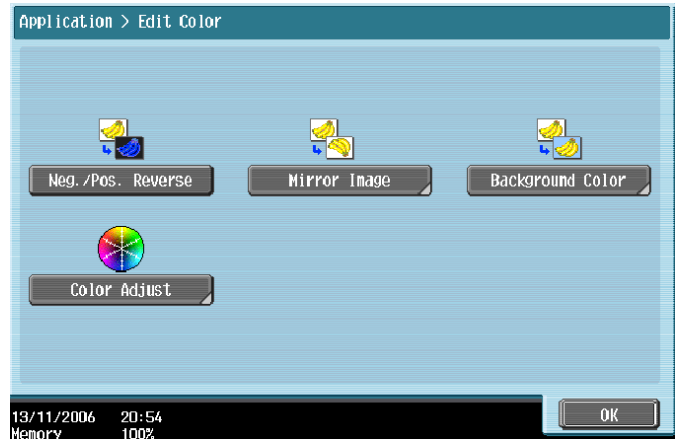 Application > Edit Color
Neg./Pos. Reverse
Mirror Image
Background Color
Color Adjust
OK
13/11/2006 20:54
Memory 100%